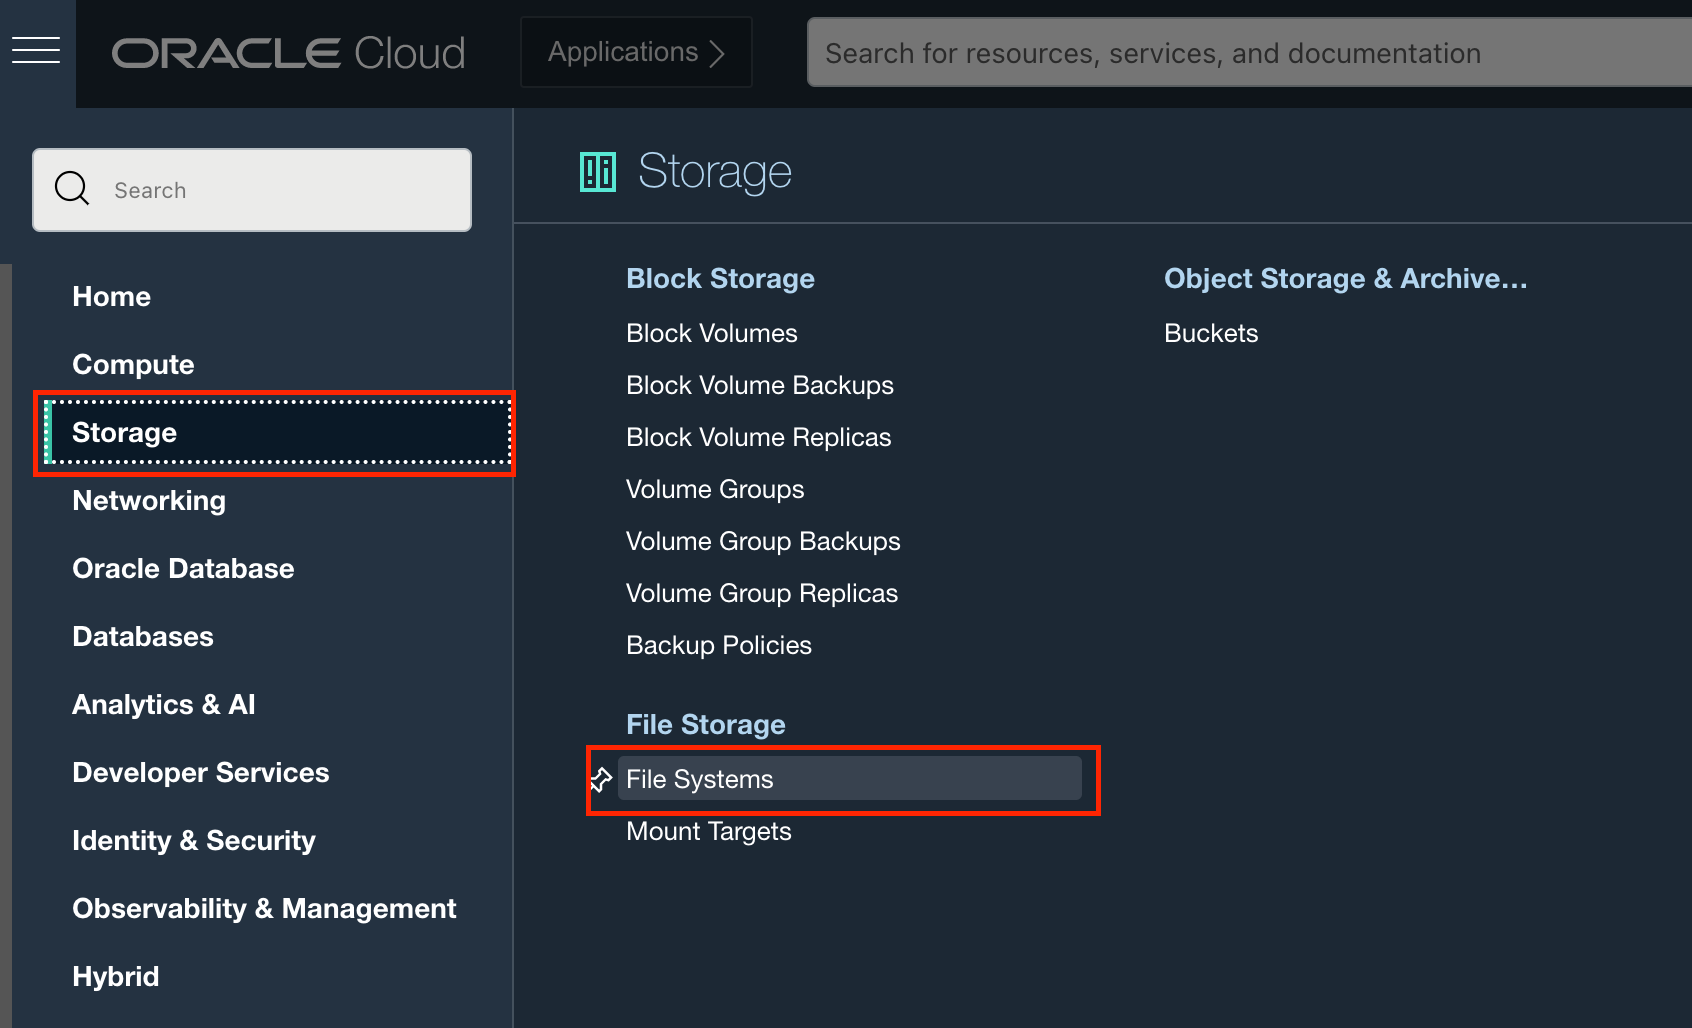 ORACLE Cloud
Applications
Search for resources, services, and documentation
Search
Home
Compute
Storage
Networking
Oracle Database
Databases
Analytics & AI
Developer Services
Identity & Security
Observability & Management
Hybrid
Storage
Block Storage
Block Volumes
Block Volume Backups
Block Volume Replicas
Volume Groups
Volume Group Backups
Volume Group Replicas
Backup Policies
File Storage
File Systems
Mount Targets
Object Storage & Archive...
Buckets